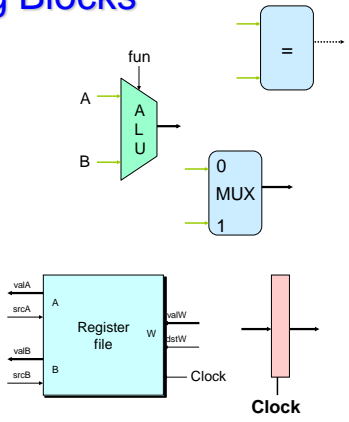 g Blocks
fun
=
A
A
L
U
B
0
MUX
1
valA
A
srcA
valW
Register
file
W
dstW
valB
B
srcB
Clock
Clock